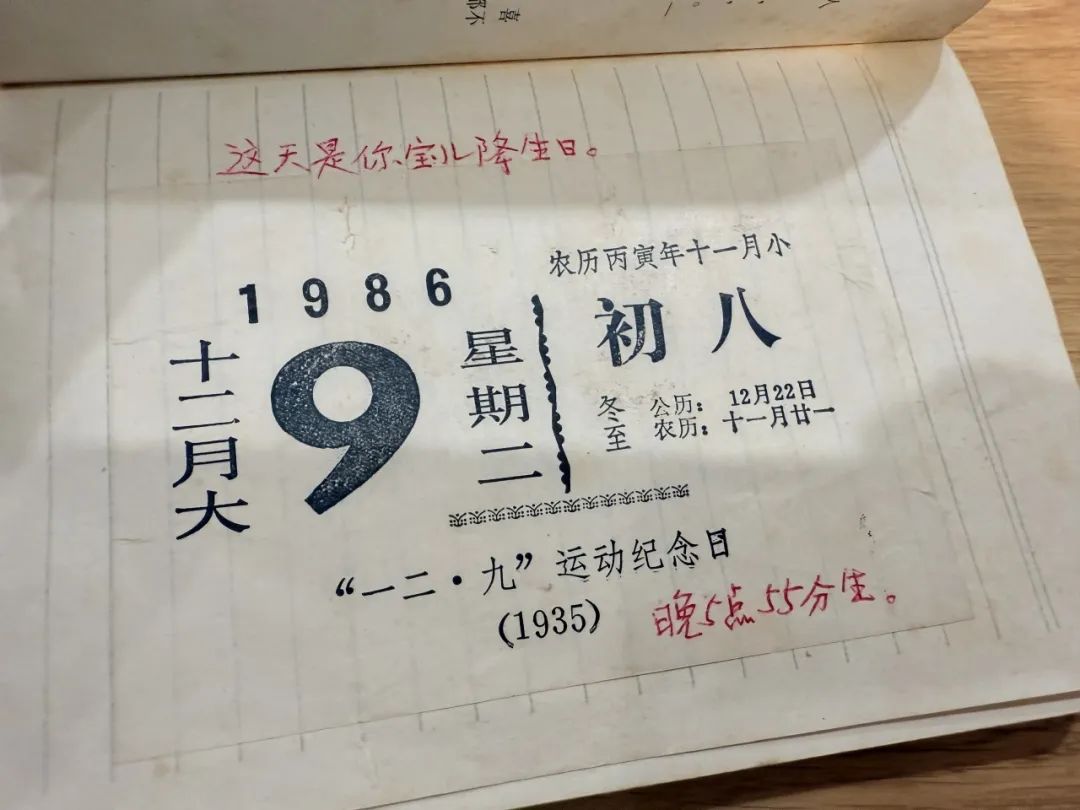 喜
那不
这天是你、宝儿降生日。
1986
农历丙寅年十一月小
十二月大
9
星期二
初八
冬至
公历：12月22日
农历：十一月廿一
“一二·九”运动纪念日
(1935)
晚5点55分生。